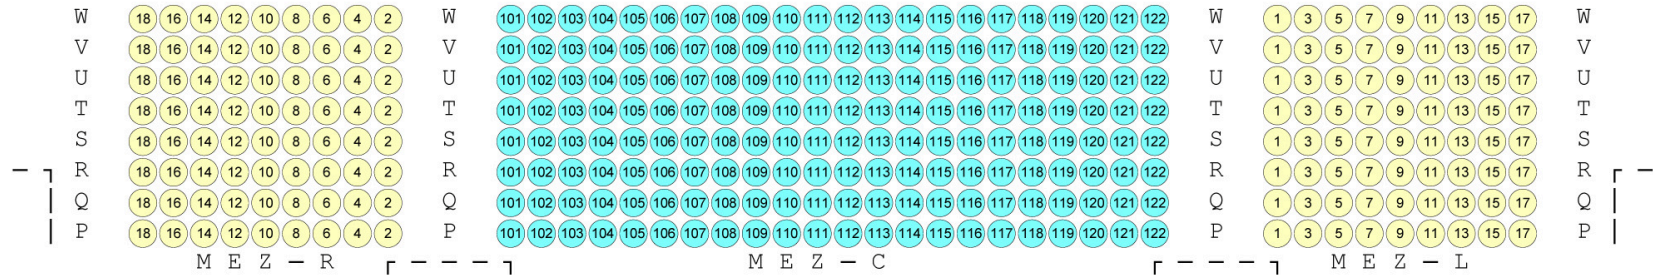 W 18 16 14 12 10 8 6 4 2 W 101 102 103 104 105 106 107 108 109 110 111 112 113 114 115 116 117 118 119 120 121 122 W 1 3 5 7 9 11 13 15 17 W
V 18 16 14 12 10 8 6 4 2 V 101 102 103 104 105 106 107 108 109 110 111 112 113 114 115 116 117 118 119 120 121 122 V 1 3 5 7 9 11 13 15 17 V
U 18 16 14 12 10 8 6 4 2 U 101 102 103 104 105 106 107 108 109 110 111 112 113 114 115 116 117 118 119 120 121 122 U 1 3 5 7 9 11 13 15 17 U
T 18 16 14 12 10 8 6 4 2 T 101 102 103 104 105 106 107 108 109 110 111 112 113 114 115 116 117 118 119 120 121 122 T 1 3 5 7 9 11 13 15 17 T
S 18 16 14 12 10 8 6 4 2 S 101 102 103 104 105 106 107 108 109 110 111 112 113 114 115 116 117 118 119 120 121 122 S 1 3 5 7 9 11 13 15 17 S
R 18 16 14 12 10 8 6 4 2 R 101 102 103 104 105 106 107 108 109 110 111 112 113 114 115 116 117 118 119 120 121 122 R 1 3 5 7 9 11 13 15 17 R
Q 18 16 14 12 10 8 6 4 2 Q 101 102 103 104 105 106 107 108 109 110 111 112 113 114 115 116 117 118 119 120 121 122 Q 1 3 5 7 9 11 13 15 17 Q
P 18 16 14 12 10 8 6 4 2 P 101 102 103 104 105 106 107 108 109 110 111 112 113 114 115 116 117 118 119 120 121 122 P 1 3 5 7 9 11 13 15 17 P
MEZ-R MEZ-C MEZ-L